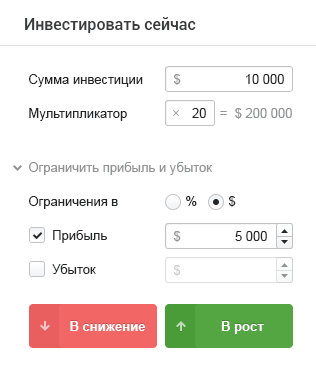 Инвестировать сейчас
Сумма инвестиции $ 10 000
Мультипликатор × 20 = $ 200 000
Ограничить прибыль и убыток
Ограничения в % $
Прибыль $ 5 000
Убыток $
В снижение В рост